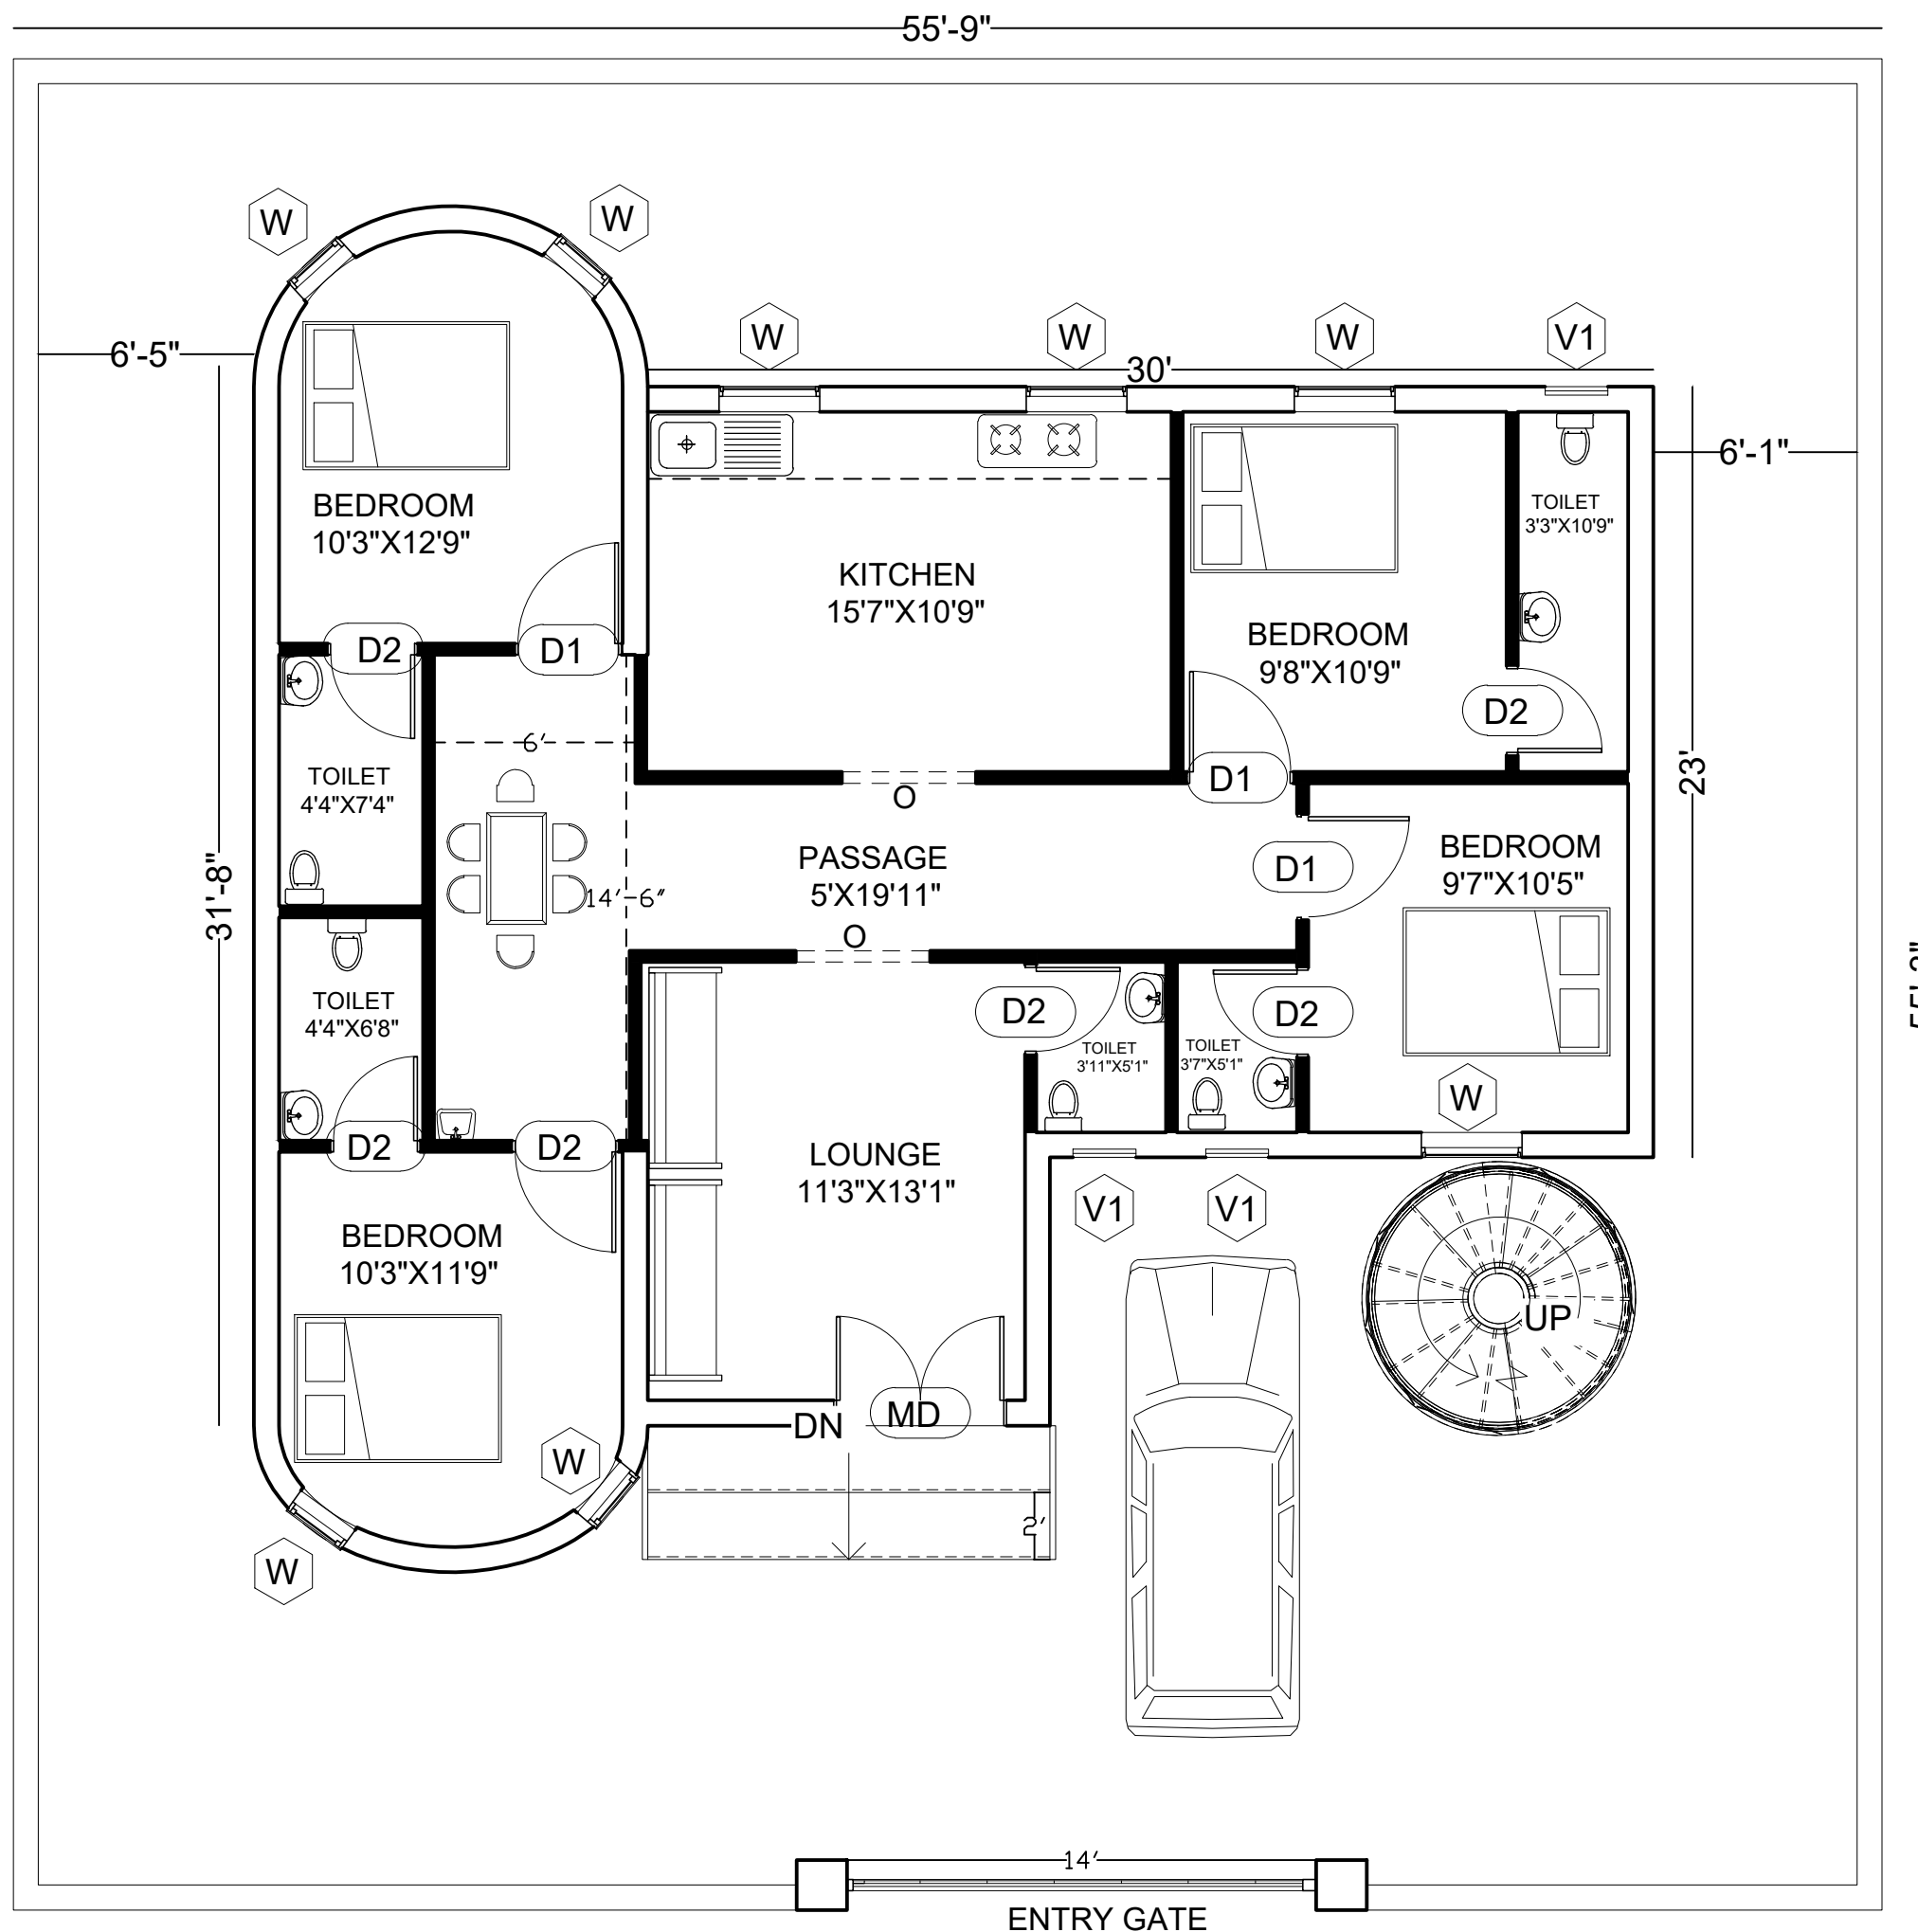 55'-9"
W
W
W
W
W
V1
30'
6'-5"
6'-1"
BEDROOM
10'3"X12'9"
TOILET
3'3"X10'9"
KITCHEN
15'7"X10'9"
BEDROOM
9'8"X10'9"
D2
D1
D2
6'
TOILET
4'4"X7'4"
D1
23'
O
PASSAGE
5'X19'11"
BEDROOM
9'7"X10'5"
D1
31'-8"
14'-6"
O
TOILET
4'4"X6'8"
D2
D2
TOILET
3'11"X5'1"
TOILET
3'7"X5'1"
W
D2
D2
LOUNGE
11'3"X13'1"
V1
V1
BEDROOM
10'3"X11'9"
UP
DN
MD
W
2'
W
14'
ENTRY GATE